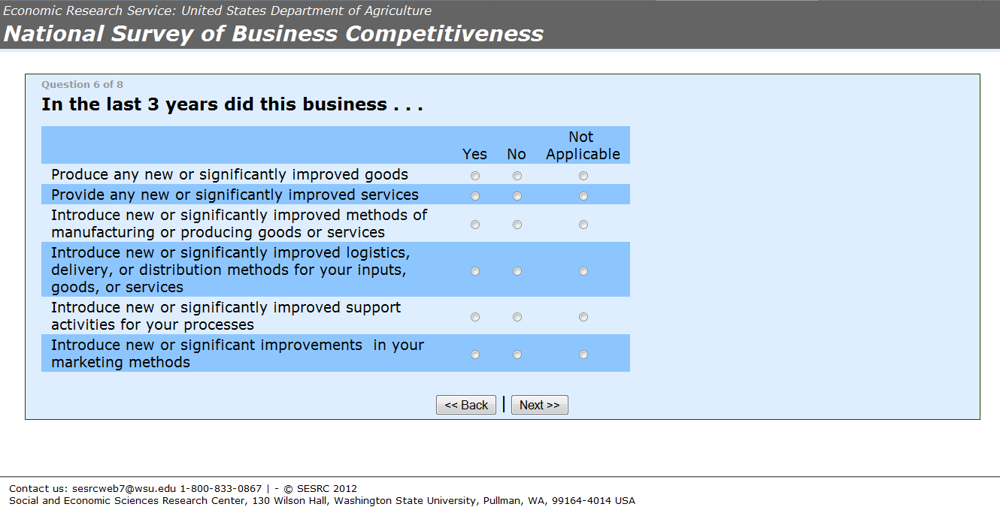 Economic Research Service: United States Department of Agriculture
National Survey of Business Competitiveness
Question 6 of 8
In the last 3 years did this business . . .
Not
Yes No Applicable
Produce any new or significantly improved goods
Provide any new or significantly improved services
Introduce new or significantly improved methods of
manufacturing or producing goods or services
Introduce new or significantly improved logistics,
delivery, or distribution methods for your inputs,
goods, or services
Introduce new or significantly improved support
activities for your processes
Introduce new or significant improvements  in your
marketing methods
<< Back | Next >>
Contact us: sesrcweb7@wsu.edu 1-800-833-0867 | - © SESRC 2012
Social and Economic Sciences Research Center, 130 Wilson Hall, Washington State University, Pullman, WA, 99164-4014 USA